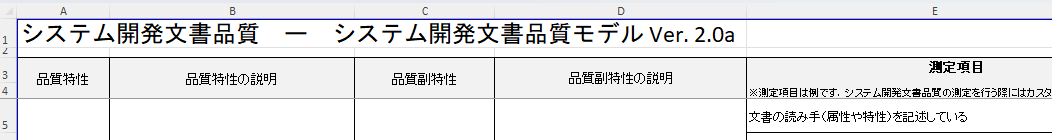 A B C D E
1 システム開発文書品質 ー システム開発文書品質モデル Ver. 2.0a
2
3 品質特性 品質特性の説明 品質副特性 品質副特性の説明 測定項目
4 ※測定項目は例です．システム開発文書品質の測定を行う際にはカスタ
5 文書の読み手(属性や特性)を記述している